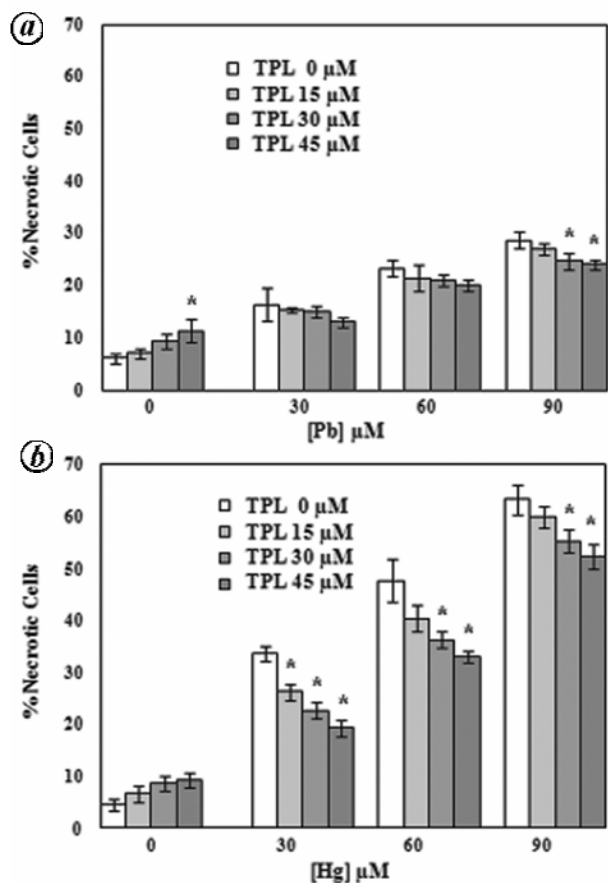 a
70
60
50
40
30
20
10
0
%Necrotic Cells
TPL 0 µM
TPL 15 µM
TPL 30 µM
TPL 45 µM
*
* *
0 30 60 90
[Pb] µM
b
70
60
50
40
30
20
10
0
%Necrotic Cells
TPL 0 µM
TPL 15 µM
TPL 30 µM
TPL 45 µM
* * *
* *
* *
0 30 60 90
[Hg] µM